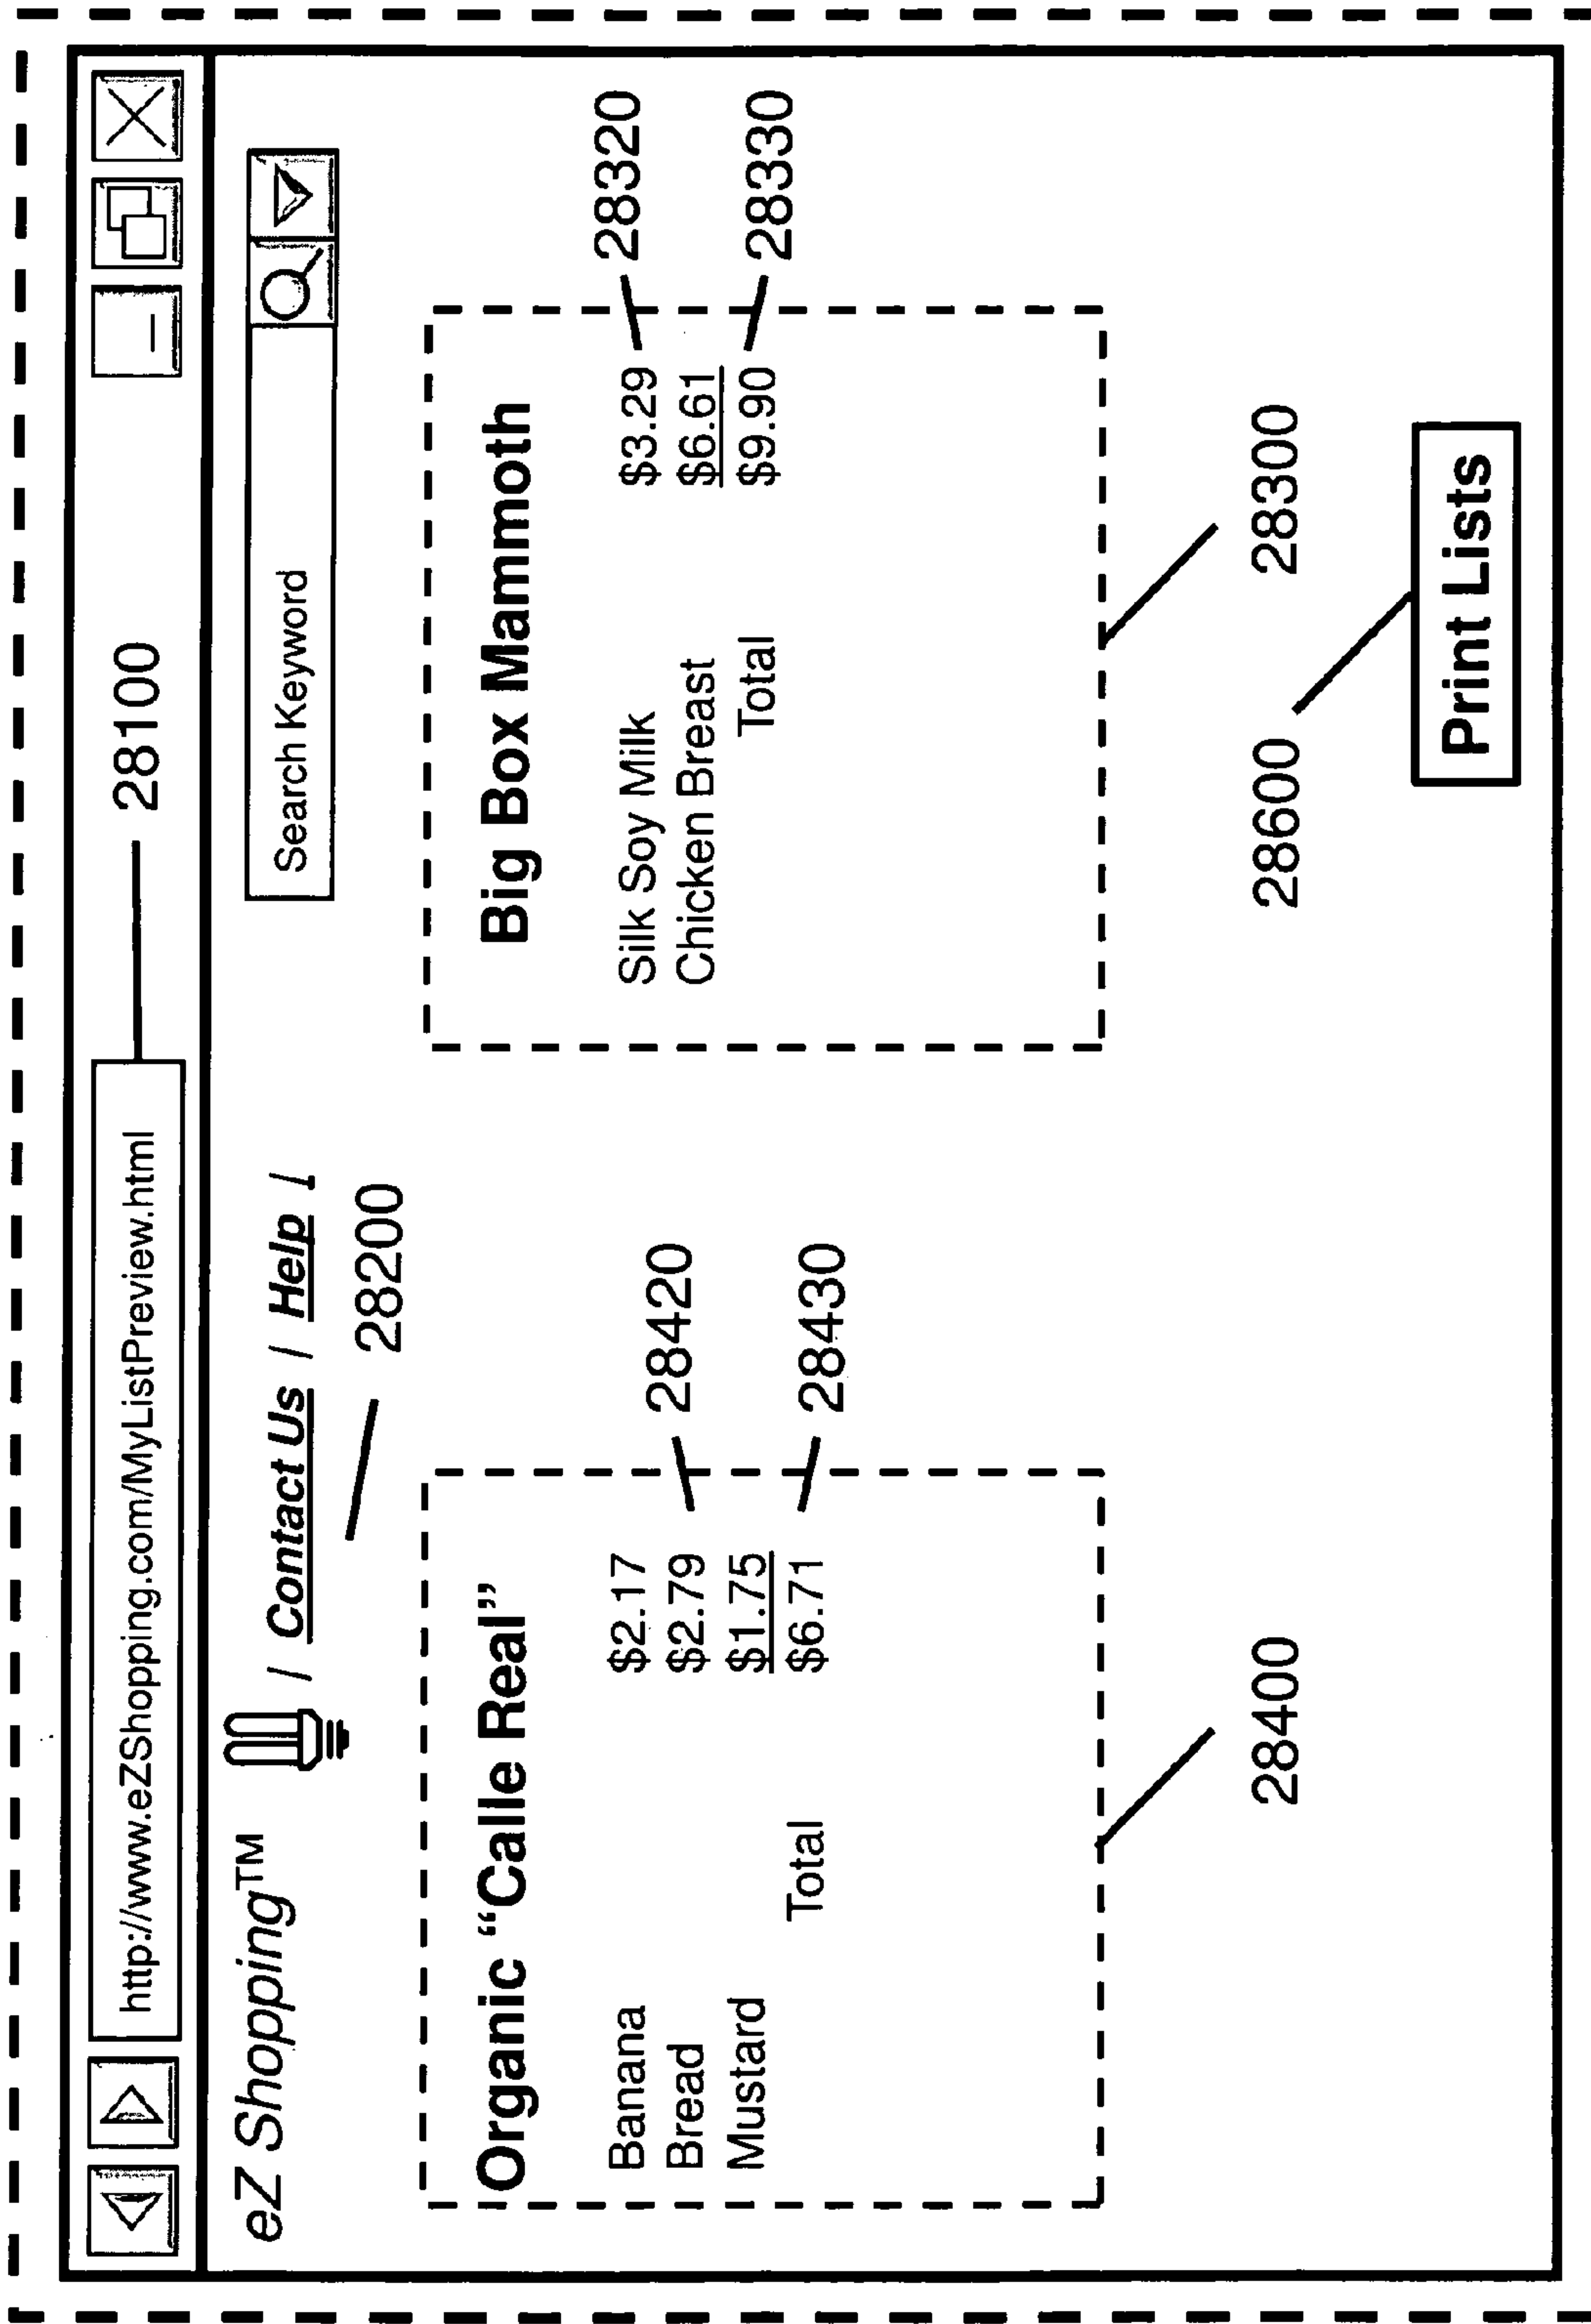 http://www.eZShopping.com/MyListPreview.html 28100
eZ Shopping™ / Contact Us / Help /
Search Keyword
28200
Organic “Calle Real”
Banana $2.17
Bread $2.79
Mustard $1.75
Total $6.71
28420
28430
28400
Big Box Mammoth
Silk Soy Milk $3.29
Chicken Breast $6.61
Total $9.90
28320
28330
28300
28600
Print Lists